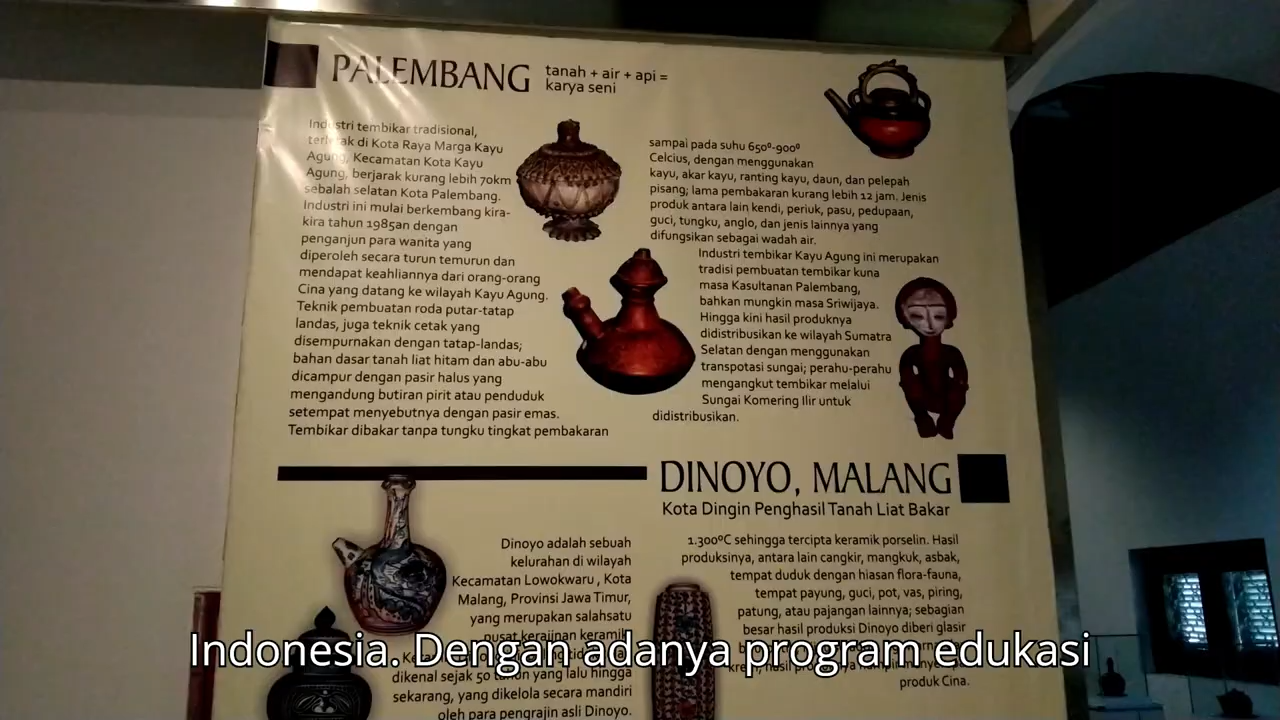 PALEMBANG
tanah + air + api =
karya seni
Industri tembikar tradisional,
terletak di Kota Raya Marga Kayu
Agung, Kecamatan Kota Kayu
Agung, berjarak kurang lebih 70km
sebalah selatan Kota Palembang.
Industri ini mulai berkembang kira-
kira tahun 1985an dengan
penganjun para wanita yang
diperoleh secara turun temurun dan
mendapat keahliannya dari orang-orang
Cina yang datang ke wilayah Kayu Agung.
Teknik pembuatan roda putar-tatap
landas, juga teknik cetak yang
disempurnakan dengan tatap-landas;
bahan dasar tanah liat hitam dan abu-abu
dicampur dengan pasir halus yang
mengandung butiran pirit atau penduduk
setempat menyebutnya dengan pasir emas.
Tembikar dibakar tanpa tungku tingkat pembakaran
sampai pada suhu 650º-900º
Celcius, dengan menggunakan
kayu, akar kayu, ranting kayu, daun, dan pelepah
pisang; lama pembakaran kurang lebih 12 jam. Jenis
produk antara lain kendi, periuk, pasu, pedupaan,
guci, tungku, anglo, dan jenis lainnya yang
difungsikan sebagai wadah air.
Industri tembikar Kayu Agung ini merupakan
tradisi pembuatan tembikar kuna
masa Kasultanan Palembang,
bahkan mungkin masa Sriwijaya.
Hingga kini hasil produknya
didistribusikan ke wilayah Sumatra
Selatan dengan menggunakan
transpotasi sungai; perahu-perahu
mengangkut tembikar melalui
Sungai Komering Ilir untuk
didistribusikan.
DINOYO, MALANG
Kota Dingin Penghasil Tanah Liat Bakar
Dinoyo adalah sebuah
kelurahan di wilayah
Kecamatan Lowokwaru , Kota
Malang, Provinsi Jawa Timur,
yang merupakan salahsatu
pusat kerajinan keramik
dikenal sejak 50 tahun yang lalu hingga
sekarang, yang dikelola secara mandiri
oleh para pengrajin asli Dinoyo.
1.300ºC sehingga tercipta keramik porselin. Hasil
produksinya, antara lain cangkir, mangkuk, asbak,
tempat duduk dengan hiasan flora-fauna,
tempat payung, guci, pot, vas, piring,
patung, atau pajangan lainnya; sebagian
besar hasil produksi Dinoyo diberi glasir
produk Cina.
Indonesia. Dengan adanya program edukasi